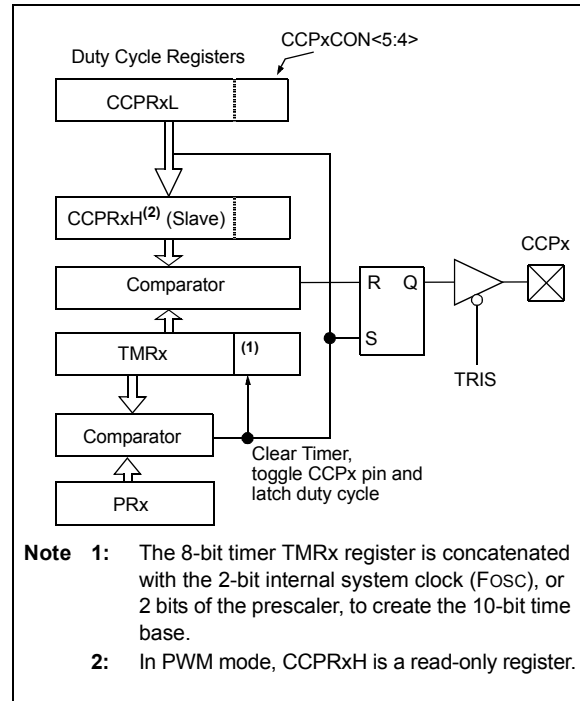 CCPxCON<5:4>
Duty Cycle Registers
CCPRxL
CCPRxH(2) (Slave)
CCPx
Comparator
R Q
TMRx (1)
S
TRIS
Comparator
Clear Timer,
toggle CCPx pin and
latch duty cycle
PRx
Note 1: The 8-bit timer TMRx register is concatenated
with the 2-bit internal system clock (FOSC), or
2 bits of the prescaler, to create the 10-bit time
base.
2: In PWM mode, CCPRxH is a read-only register.